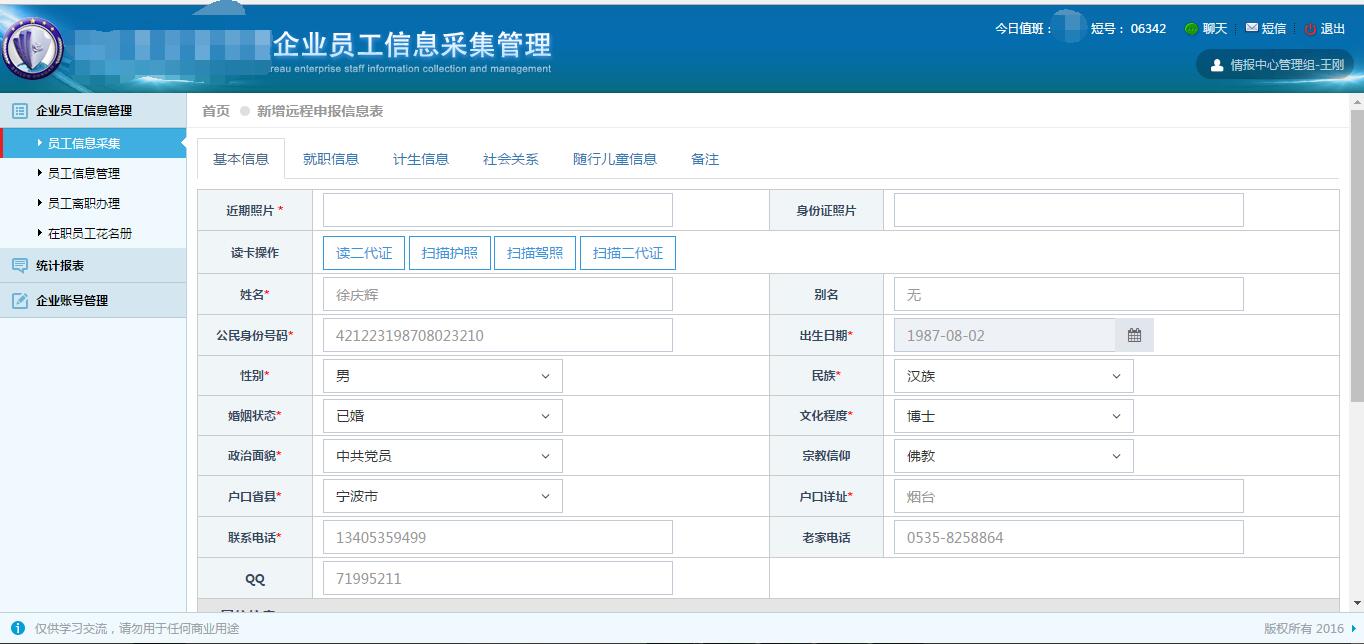 今日值班： 短号： 06342 聊天 短信 退出
企业员工信息采集管理
reau enterprise staff information collection and management
情报中心管理组-王刚
企业员工信息管理
员工信息采集
员工信息管理
员工离职办理
在职员工花名册
统计报表
企业账号管理
首页 新增远程申报信息表
基本信息 就职信息 计生信息 社会关系 随行儿童信息 备注
近期照片* 身份证照片
读卡操作 读二代证 扫描护照 扫描驾照 扫描二代证
姓名* 徐庆辉 别名 无
公民身份号码* 421223198708023210 出生日期* 1987-08-02
性别* 男 民族* 汉族
婚姻状态* 已婚 文化程度* 博士
政治面貌* 中共党员 宗教信仰 佛教
户口省县* 宁波市 户口详址* 烟台
联系电话* 13405359499 老家电话 0535-8258864
QQ 71995211
仅供学习交流，请勿用于任何商业用途
版权所有 2016